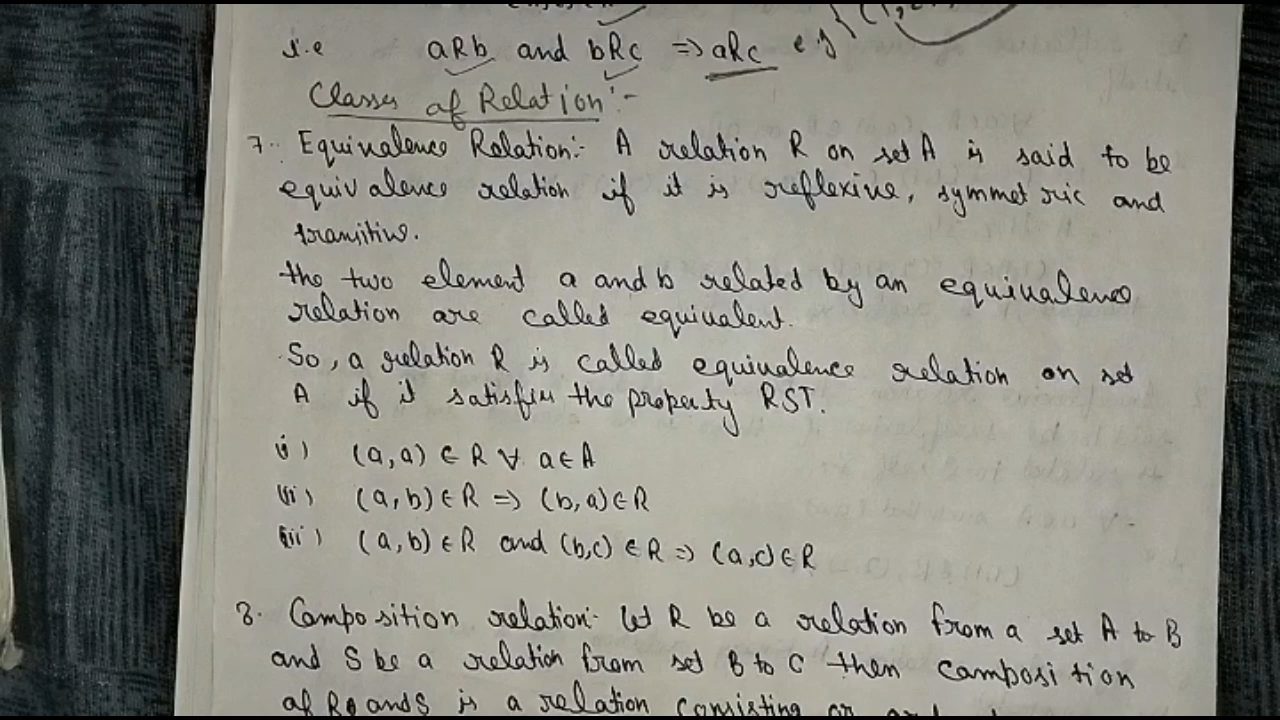 i.e aRb and bRc => aRc e.g { (1,
Classes of Relation :-
7. Equivalence Relation:- A relation R on set A is said to be
equivalence relation if it is reflexive, symmetric and
transitive.
the two element a and b related by an equivalence
relation are called equivalent.
So, a relation R is called equivalence relation on set
A if it satisfies the property RST.
i) (a,a) ∈ R ∀ a ∈ A
(ii) (a,b) ∈ R => (b,a) ∈ R
(iii) (a,b) ∈ R and (b,c) ∈ R => (a,c) ∈ R
8. Composition relation:- let R be a relation from a set A to B
and S be a relation from set B to C then composition
of R and S is a relation consisting